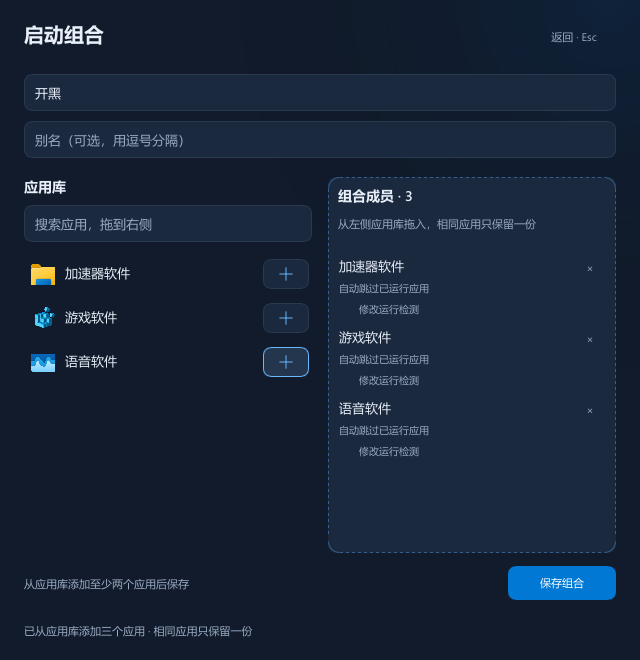 启动组合
返回 · Esc
开黑
别名（可选，用逗号分隔）
应用库
搜索应用，拖到右侧
加速器软件
游戏软件
语音软件
组合成员 · 3
从左侧应用库拖入，相同应用只保留一份
加速器软件 ×
自动跳过已运行应用
修改运行检测
游戏软件 ×
自动跳过已运行应用
修改运行检测
语音软件 ×
自动跳过已运行应用
修改运行检测
从应用库添加至少两个应用后保存
保存组合
已从应用库添加三个应用 · 相同应用只保留一份